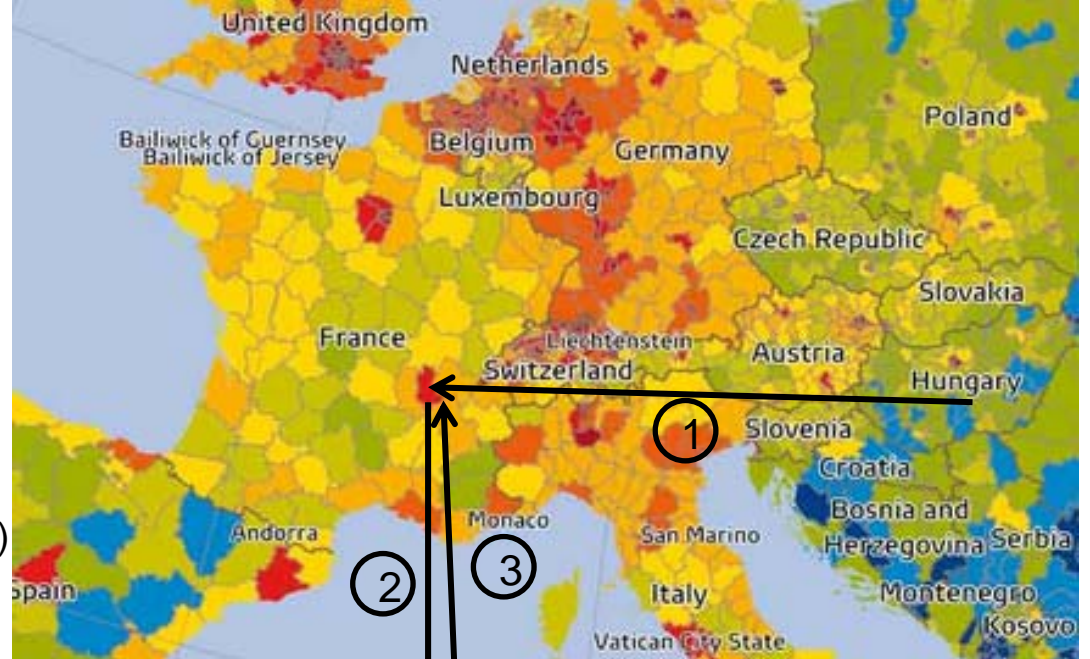 United Kingdom
Netherlands
Poland
Bailiwick of Guernsey
Bailiwick of Jersey
Belgium
Germany
Luxembourg
Czech Republic
Slovakia
France
Liechtenstein
Switzerland
Austria
Hungary
1
Slovenia
Croatia
Bosnia and
Herzegovina
Serbia
Monaco
San Marino
Andorra
2
3
Spain
Italy
Montenegro
Kosovo
Vatican City State